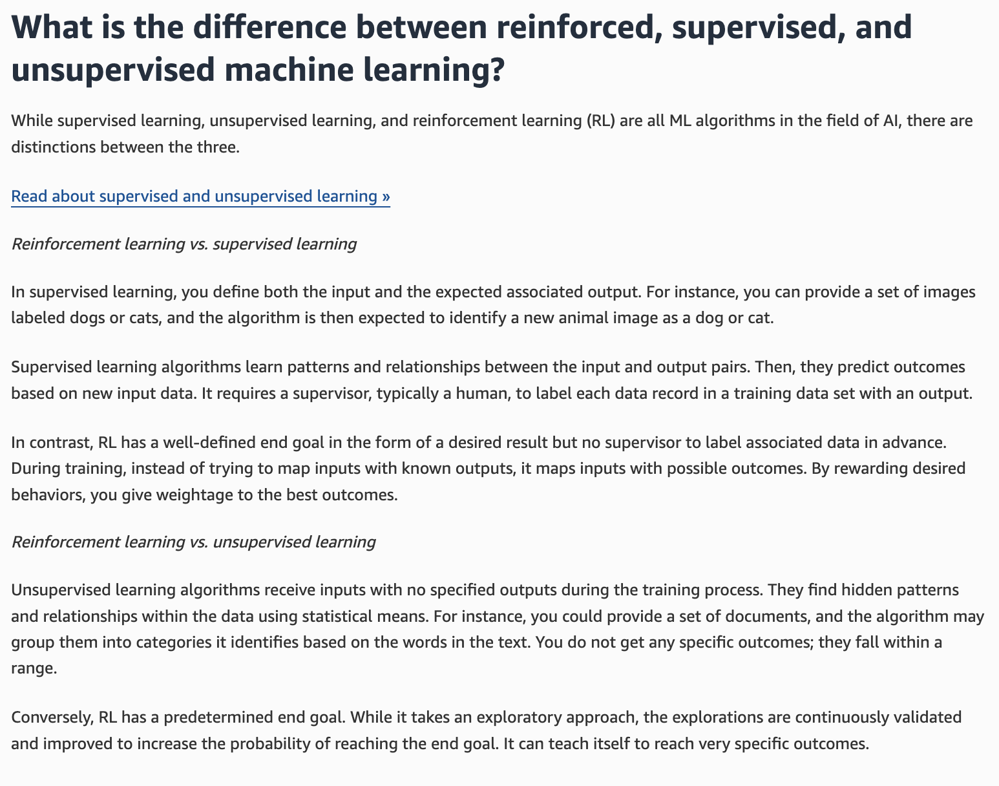 What is the difference between reinforced, supervised, and
unsupervised machine learning?
While supervised learning, unsupervised learning, and reinforcement learning (RL) are all ML algorithms in the field of AI, there are
distinctions between the three.
Read about supervised and unsupervised learning »
Reinforcement learning vs. supervised learning
In supervised learning, you define both the input and the expected associated output. For instance, you can provide a set of images
labeled dogs or cats, and the algorithm is then expected to identify a new animal image as a dog or cat.
Supervised learning algorithms learn patterns and relationships between the input and output pairs. Then, they predict outcomes
based on new input data. It requires a supervisor, typically a human, to label each data record in a training data set with an output.
In contrast, RL has a well-defined end goal in the form of a desired result but no supervisor to label associated data in advance.
During training, instead of trying to map inputs with known outputs, it maps inputs with possible outcomes. By rewarding desired
behaviors, you give weightage to the best outcomes.
Reinforcement learning vs. unsupervised learning
Unsupervised learning algorithms receive inputs with no specified outputs during the training process. They find hidden patterns
and relationships within the data using statistical means. For instance, you could provide a set of documents, and the algorithm may
group them into categories it identifies based on the words in the text. You do not get any specific outcomes; they fall within a
range.
Conversely, RL has a predetermined end goal. While it takes an exploratory approach, the explorations are continuously validated
and improved to increase the probability of reaching the end goal. It can teach itself to reach very specific outcomes.